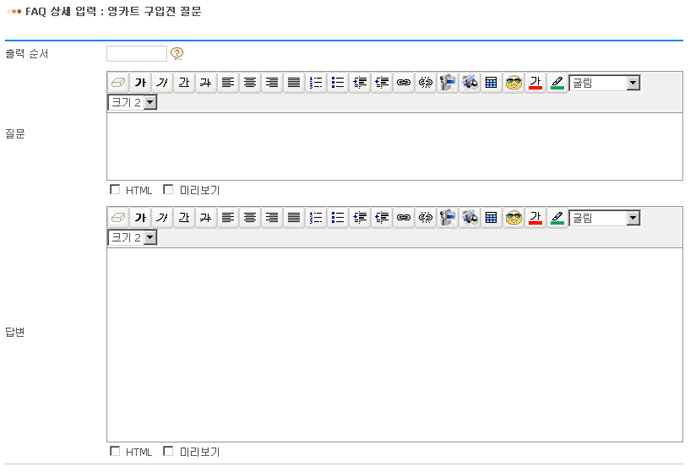 FAQ 상세 입력 : 영카트 구입전 질문
출력 순서
?
가 가 가 가 가 굴림
크기 2
질문
HTML 미리보기
가 가 가 가 가 굴림
크기 2
답변
HTML 미리보기